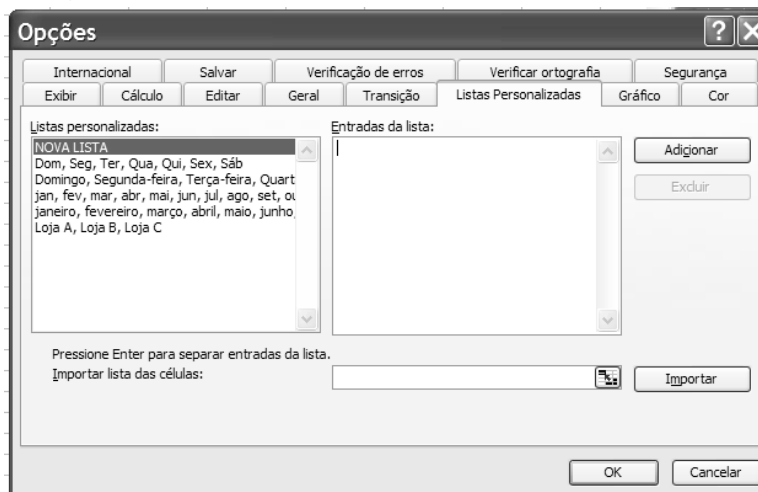 Opções
Internacional Salvar Verificação de erros Verificar ortografia Segurança
Exibir Cálculo Editar Geral Transição Listas Personalizadas Gráfico Cor
Listas personalizadas:
Entradas da lista:
NOVA LISTA
Dom, Seg, Ter, Qua, Qui, Sex, Sáb
Domingo, Segunda-feira, Terça-feira, Quart
jan, fev, mar, abr, mai, jun, jul, ago, set, ou
janeiro, fevereiro, março, abril, maio, junho,
Loja A, Loja B, Loja C
Adicionar
Excluir
Pressione Enter para separar entradas da lista.
Importar lista das células:
Importar
OK
Cancelar